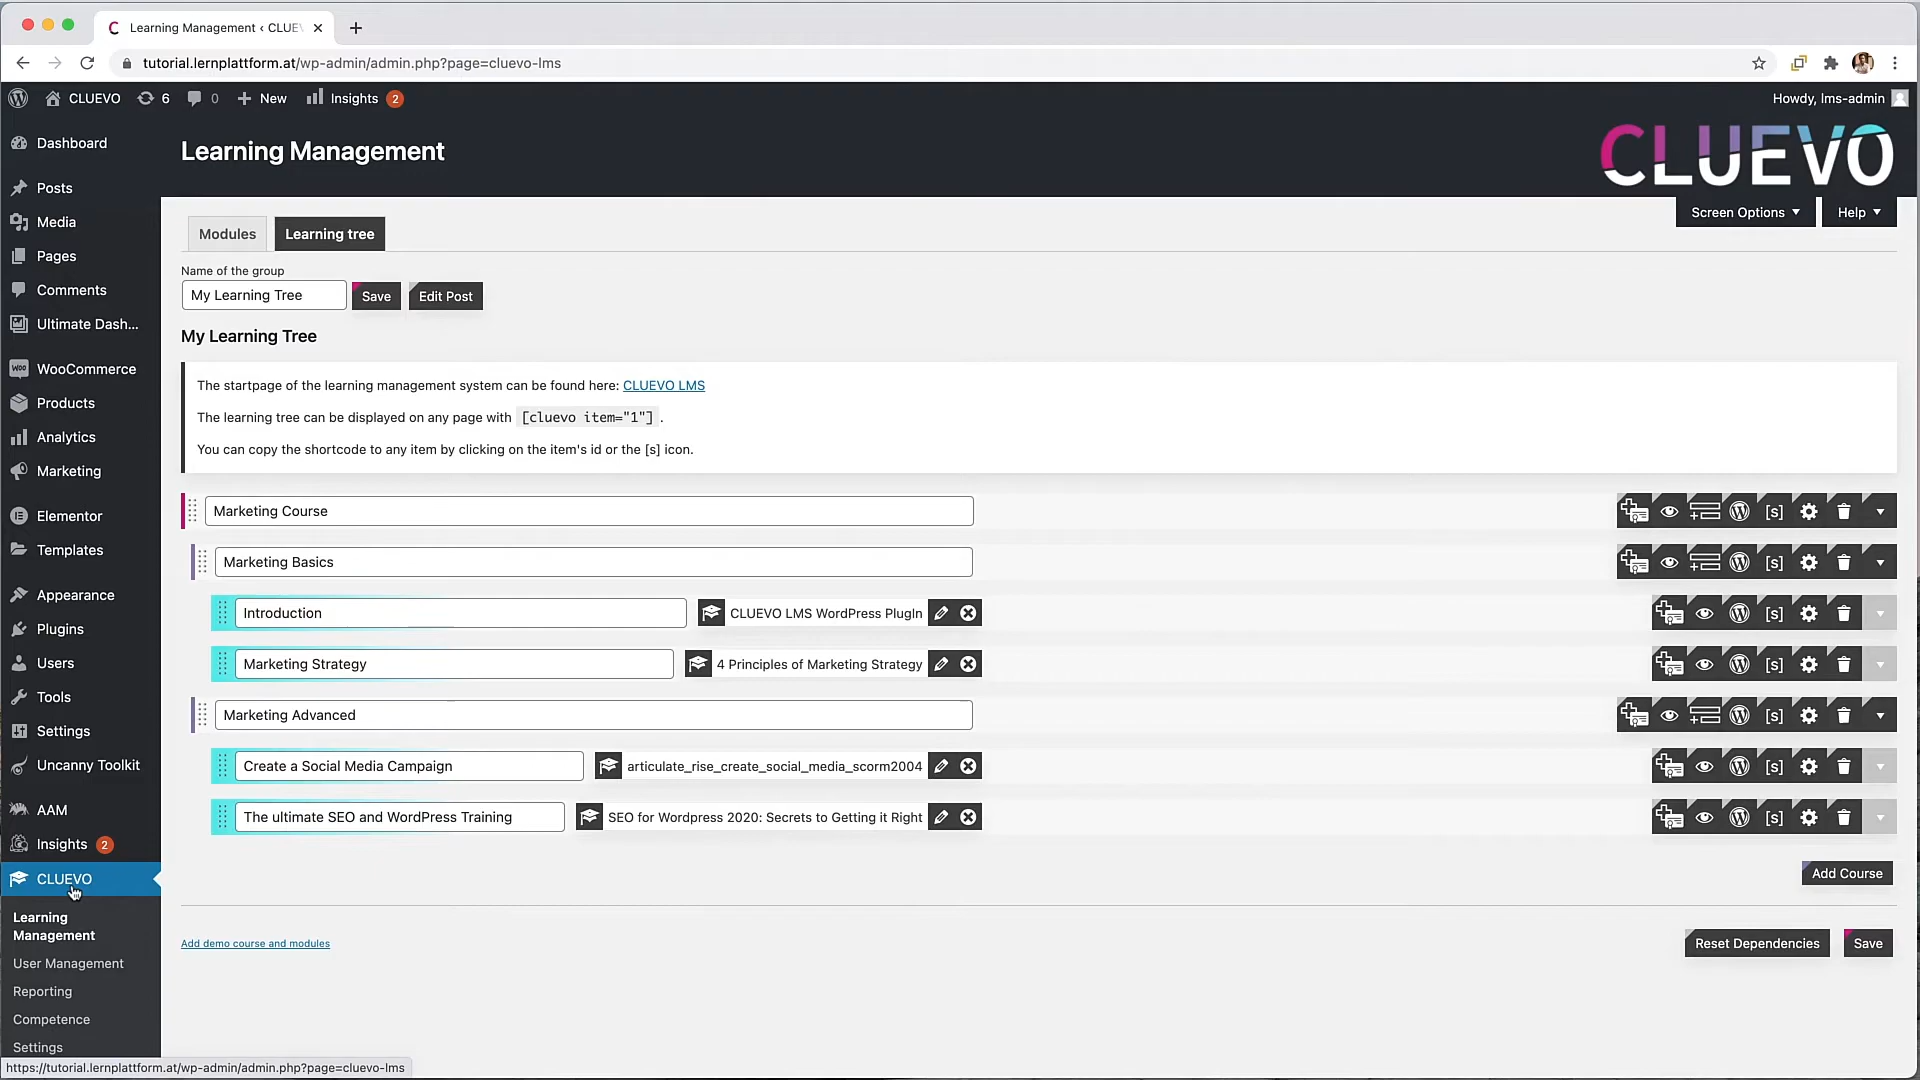 Learning Management ‹ CLUEV
tutorial.lernplattform.at/wp-admin/admin.php?page=cluevo-lms
CLUEVO 6 0 New Insights 2
Howdy, lms-admin
Dashboard
Posts
Media
Pages
Comments
Ultimate Dash...
WooCommerce
Products
Analytics
Marketing
Elementor
Templates
Appearance
Plugins
Users
Tools
Settings
Uncanny Toolkit
AAM
Insights 2
CLUEVO
Learning
Management
User Management
Reporting
Competence
Settings
https://tutorial.lernplattform.at/wp-admin/admin.php?page=cluevo-lms
Learning Management
CLUEVO
Screen Options Help
Modules Learning tree
Name of the group
My Learning Tree Save Edit Post
My Learning Tree
The startpage of the learning management system can be found here: CLUEVO LMS
The learning tree can be displayed on any page with [cluevo item="1"] .
You can copy the shortcode to any item by clicking on the item's id or the [s] icon.
Marketing Course [s]
Marketing Basics [s]
Introduction CLUEVO LMS WordPress PlugIn [s]
Marketing Strategy 4 Principles of Marketing Strategy [s]
Marketing Advanced [s]
Create a Social Media Campaign articulate_rise_create_social_media_scorm2004 [s]
The ultimate SEO and WordPress Training SEO for Wordpress 2020: Secrets to Getting it Right [s]
Add Course
Add demo course and modules
Reset Dependencies Save